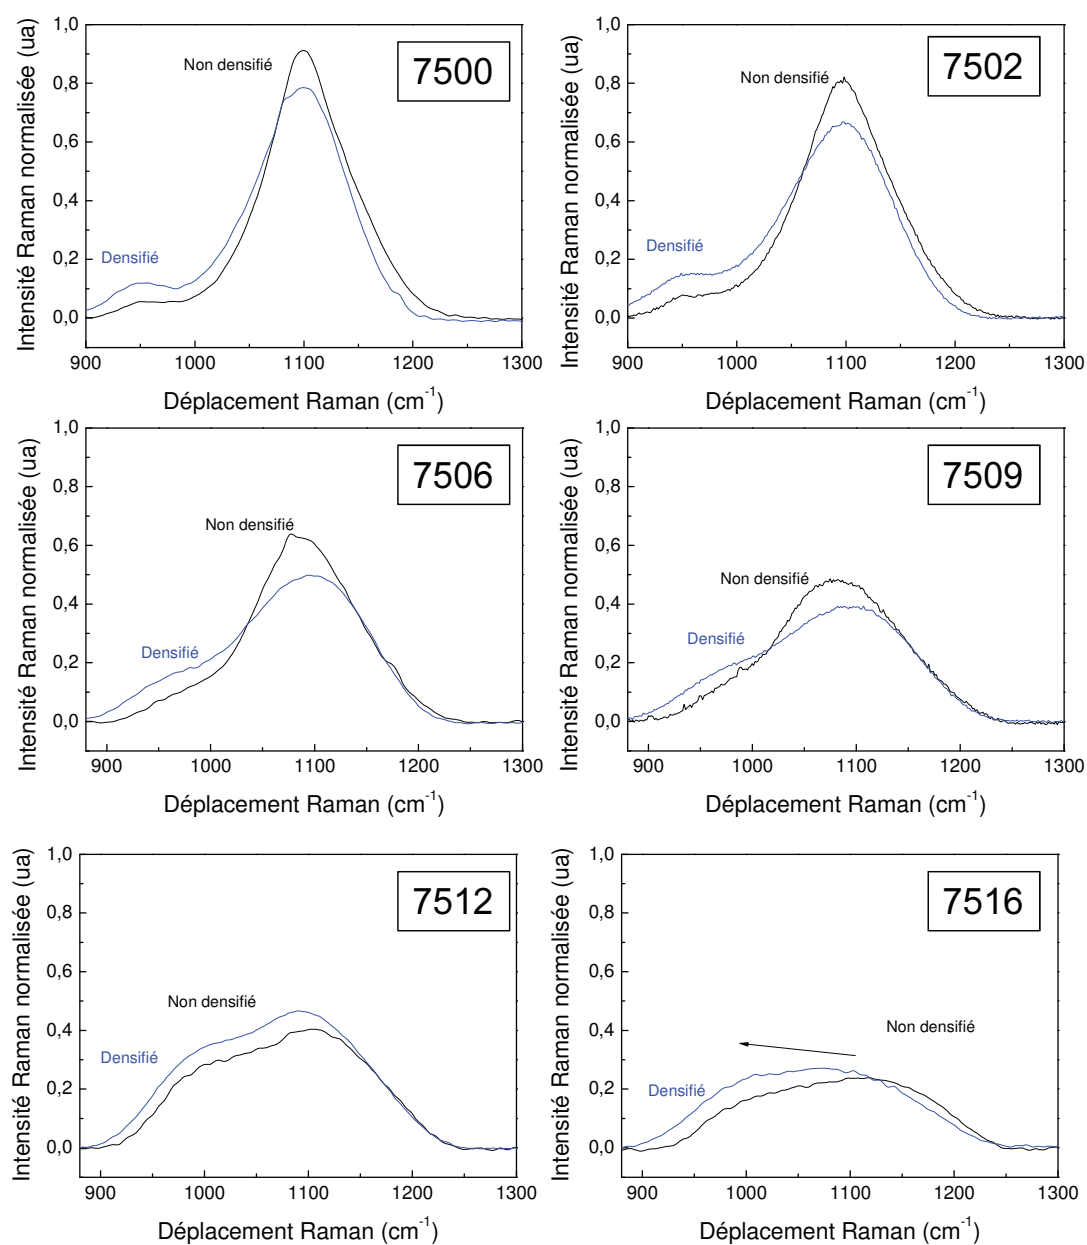 1,0
0,8
0,6
0,4
0,2
0,0
900 1000 1100 1200 1300
Intensité Raman normalisée (ua)
Déplacement Raman (cm-1)
7500
Non densifié
Densifié
1,0
0,8
0,6
0,4
0,2
0,0
900 1000 1100 1200 1300
Intensité Raman normalisée (ua)
Déplacement Raman (cm-1)
7502
Non densifié
Densifié
1,0
0,8
0,6
0,4
0,2
0,0
900 1000 1100 1200 1300
Intensité Raman normalisée (ua)
Déplacement Raman (cm-1)
7506
Non densifié
Densifié
1,0
0,8
0,6
0,4
0,2
0,0
900 1000 1100 1200 1300
Intensité Raman normalisée (ua)
Déplacement Raman (cm-1)
7509
Non densifié
Densifié
1,0
0,8
0,6
0,4
0,2
0,0
900 1000 1100 1200 1300
Intensité Raman normalisée (ua)
Déplacement Raman (cm-1)
7512
Non densifié
Densifié
1,0
0,8
0,6
0,4
0,2
0,0
900 1000 1100 1200 1300
Intensité Raman normalisée (ua)
Déplacement Raman (cm-1)
7516
Non densifié
Densifié